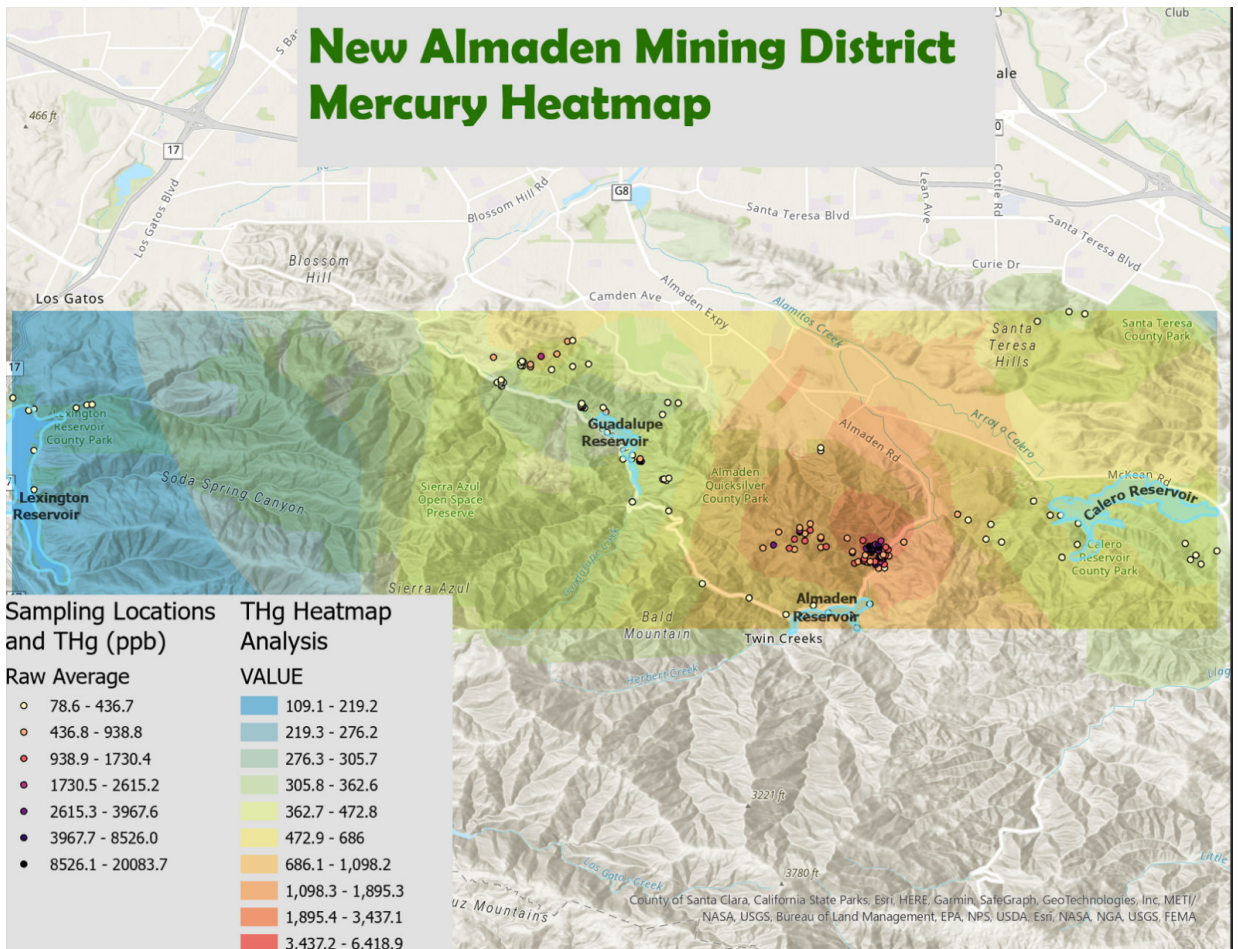 New Almaden Mining District
Mercury Heatmap
Club
ale
466 ft
17
17
G8
Los Gatos Blvd
Blossom Hill Rd
Santa Teresa Blvd
Lean Ave
Cottle Rd
Santa Teresa Blvd
Curie Dr
Blossom
Hill
Los Gatos
Camden Ave
Almaden Expy
Alamitos Creek
Santa
Teresa
Hills
Santa Teresa
County Park
Lexington
Reservoir
County Park
Guadalupe
Reservoir
Almaden Rd
Arroyo Calero
Soda Spring Canyon
Sierra Azul
Open Space
Preserve
Almaden
Quicksilver
County Park
McKean Rd
Calero Reservoir
Lexington
Reservoir
Calero
Reservoir
County Park
Sierra Azul
Almaden
Reservoir
Bald
Mountain
Twin Creeks
Herbert Creek
Llag
3221 ft
3780 ft
Los Gatos Creek
Little
uz Mountains
Sampling Locations
and THg (ppb)
Raw Average
78.6 - 436.7
436.8 - 938.8
938.9 - 1730.4
1730.5 - 2615.2
2615.3 - 3967.6
3967.7 - 8526.0
8526.1 - 20083.7
THg Heatmap
Analysis
VALUE
109.1 - 219.2
219.3 - 276.2
276.3 - 305.7
305.8 - 362.6
362.7 - 472.8
472.9 - 686
686.1 - 1,098.2
1,098.3 - 1,895.3
1,895.4 - 3,437.1
3,437.2 - 6,418.9
County of Santa Clara, California State Parks, Esri, HERE, Garmin, SafeGraph, GeoTechnologies, Inc, METI/
NASA, USGS, Bureau of Land Management, EPA, NPS, USDA, Esri, NASA, NGA, USGS, FEMA